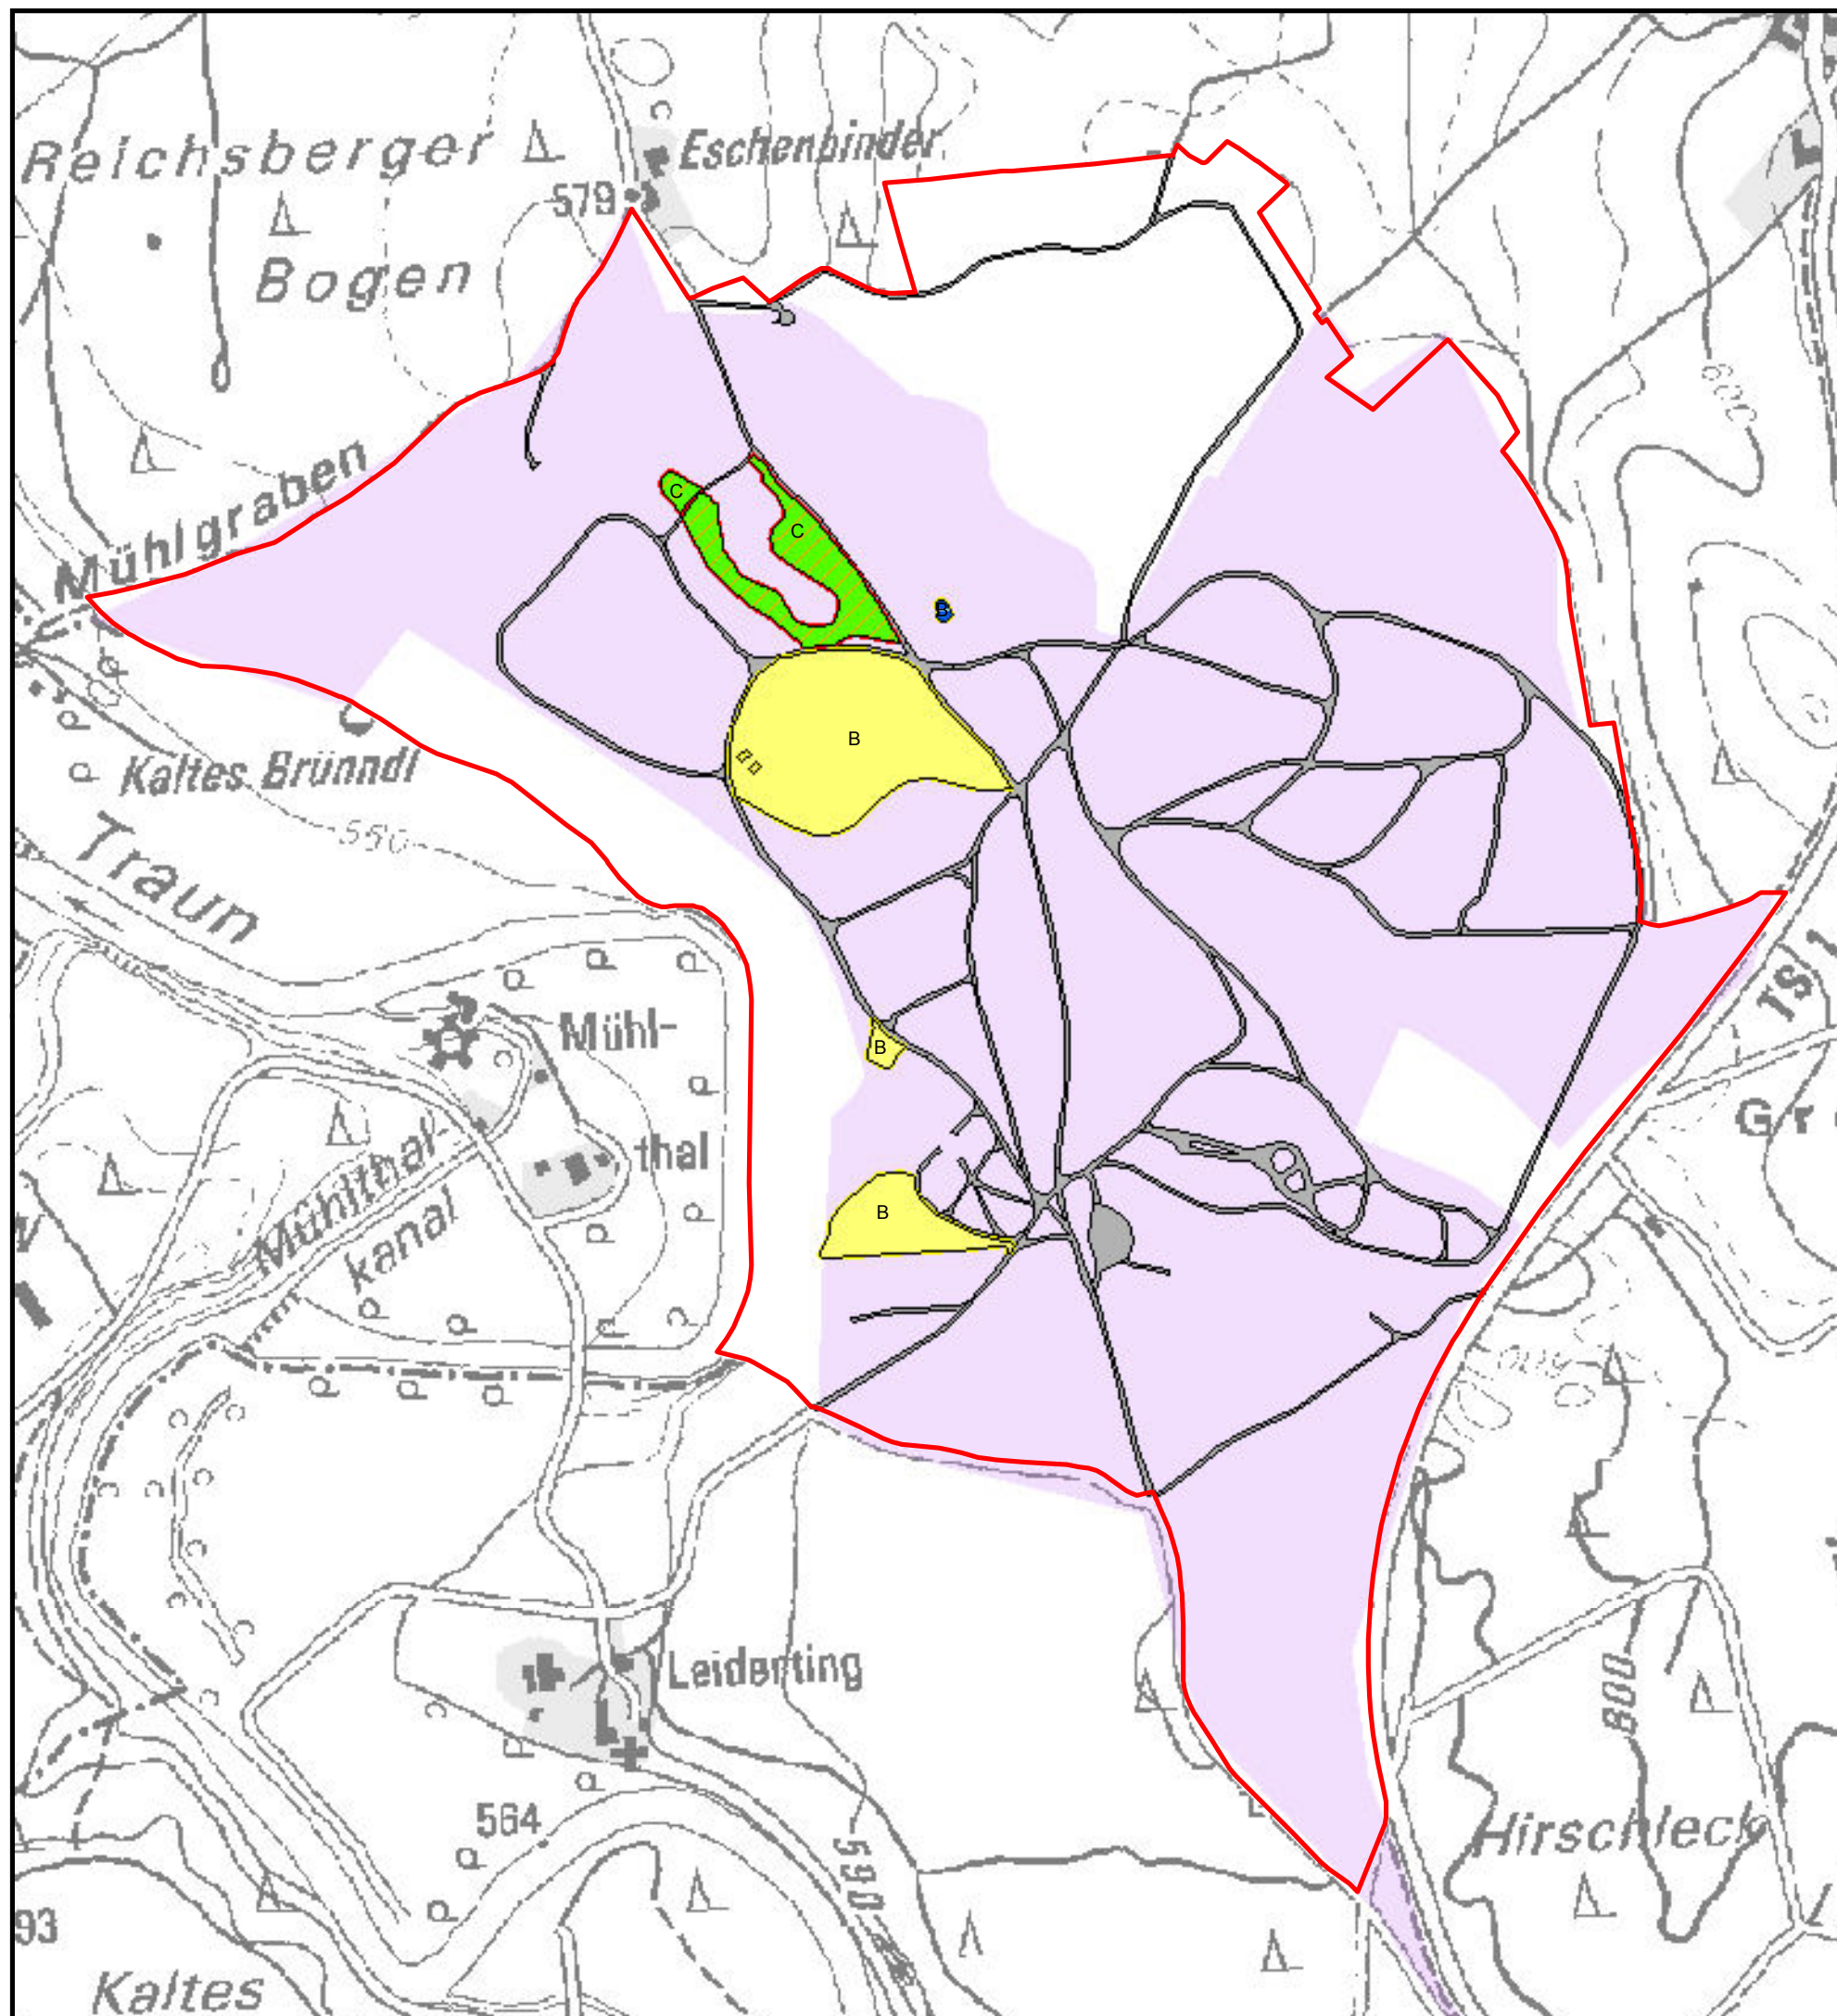 Reichsberger
Eschenbinder
579
Bogen
600
Mühlgraben
C
C
B
B
Kaltes Brünndl
550
Traun
Mühl-
thal
B
B
Mühlthal
kanal
Leiderting
800
564
590
Hirschleck
93
Kaltes